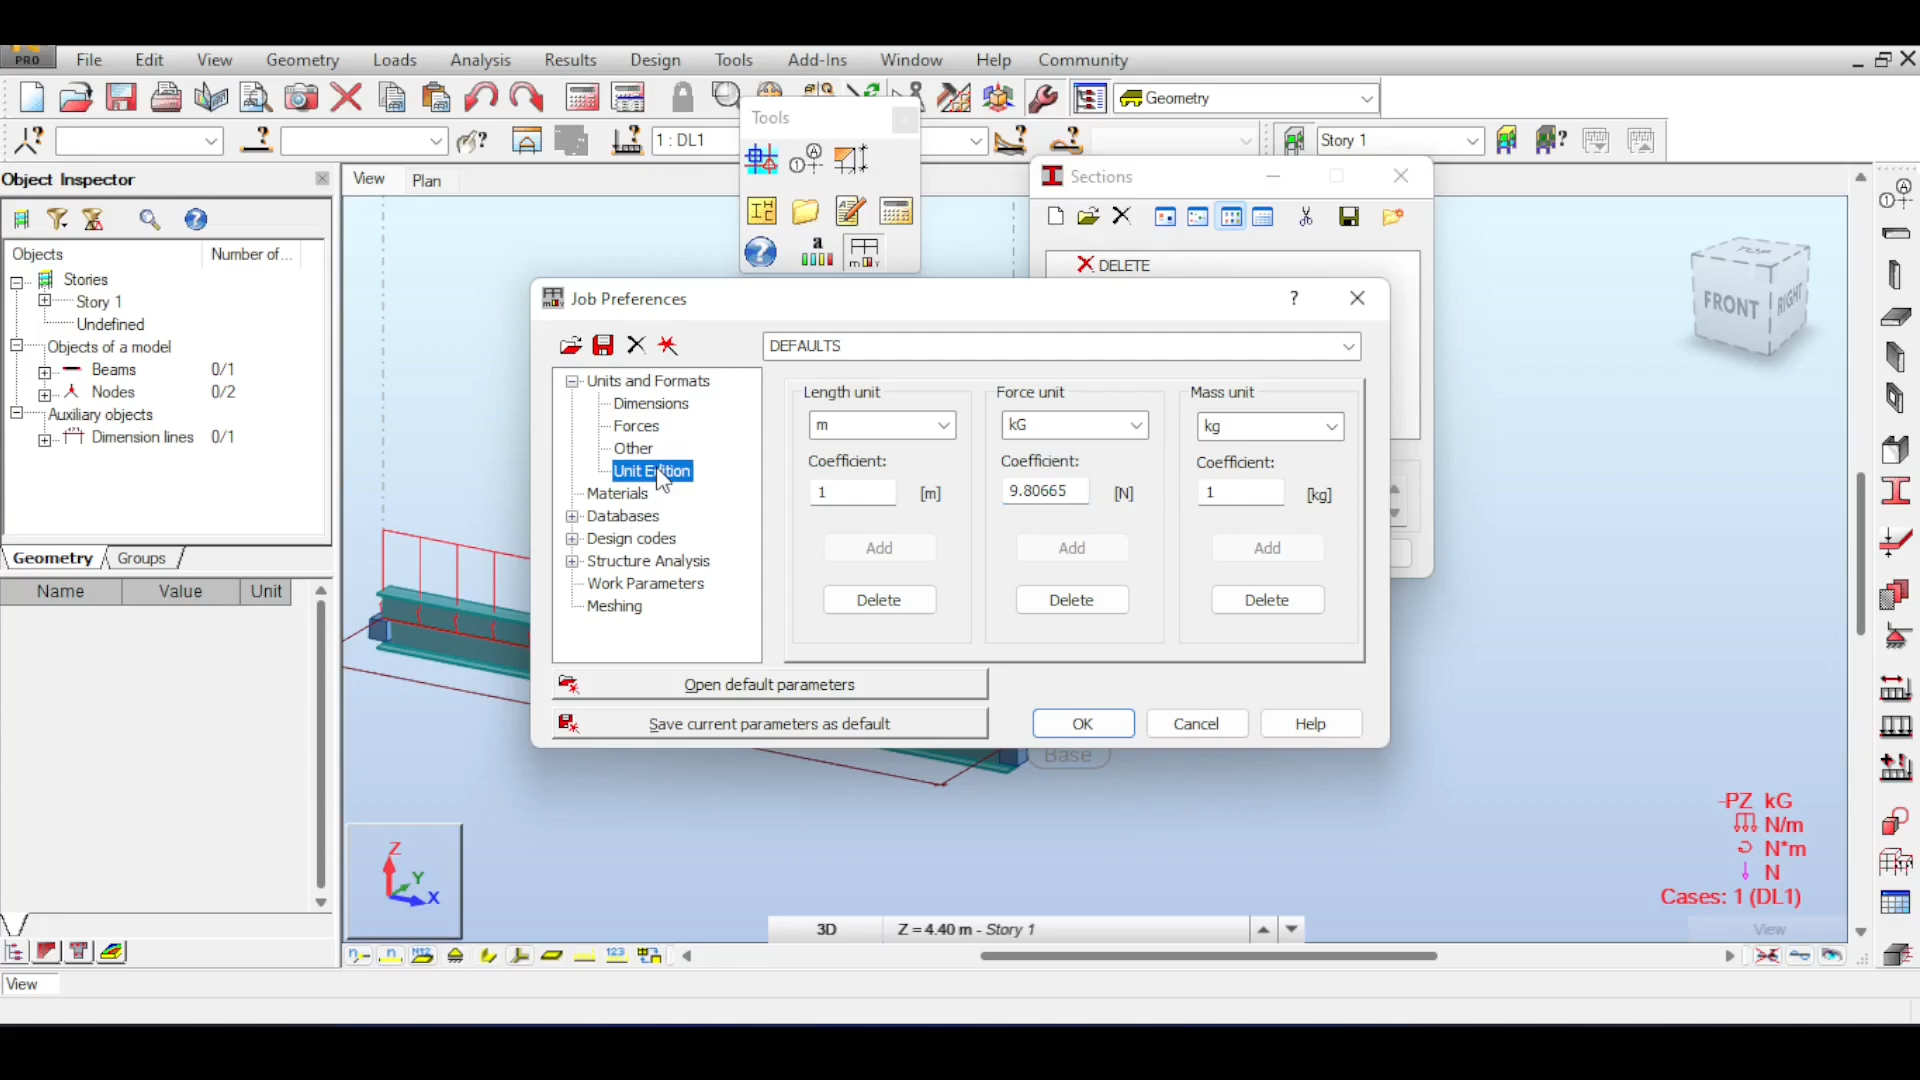 PRO File Edit View Geometry Loads Analysis Results Design Tools Add-Ins Window Help Community
Geometry
1 : DL1
Story 1
Tools
Object Inspector
Objects Number of...
Stories
Story 1
Undefined
Objects of a model
Beams 0/1
Nodes 0/2
Auxiliary objects
Dimension lines 0/1
Geometry Groups
Name Value Unit
View Plan
Sections
DELETE
Job Preferences
DEFAULTS
Units and Formats
Dimensions
Forces
Other
Unit Edition
Materials
Databases
Design codes
Structure Analysis
Work Parameters
Meshing
Length unit Force unit Mass unit
m kG kg
Coefficient: Coefficient: Coefficient:
1 [m] 9.80665 [N] 1 [kg]
Add Add Add
Delete Delete Delete
Open default parameters
Save current parameters as default
OK Cancel Help
Base
TOP
FRONT RIGHT
-PZ kG
N/m
N*m
N
Cases: 1 (DL1)
View
Z
Y
X
3D Z = 4.40 m - Story 1
View